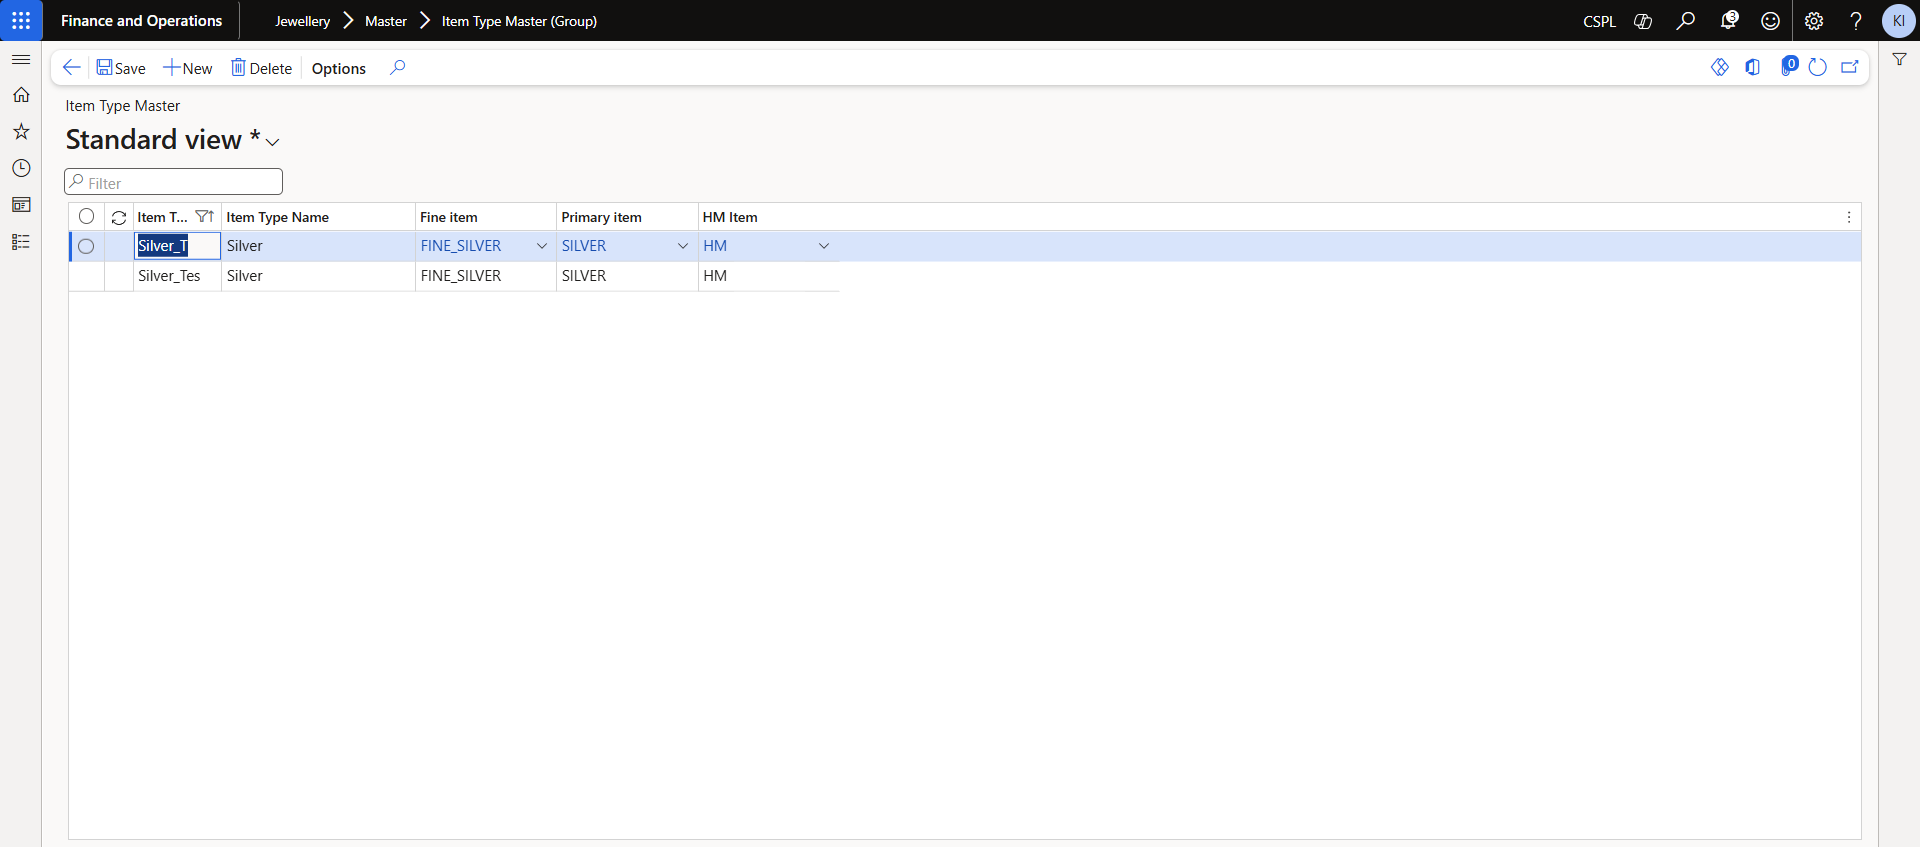 Finance and Operations Jewellery Master Item Type Master (Group) CSPL 3 ? KI
Save New Delete Options 0
Item Type Master
Standard view *
Filter
Item T... Item Type Name Fine item Primary item HM Item
Silver_T Silver FINE_SILVER SILVER HM
Silver_Tes Silver FINE_SILVER SILVER HM